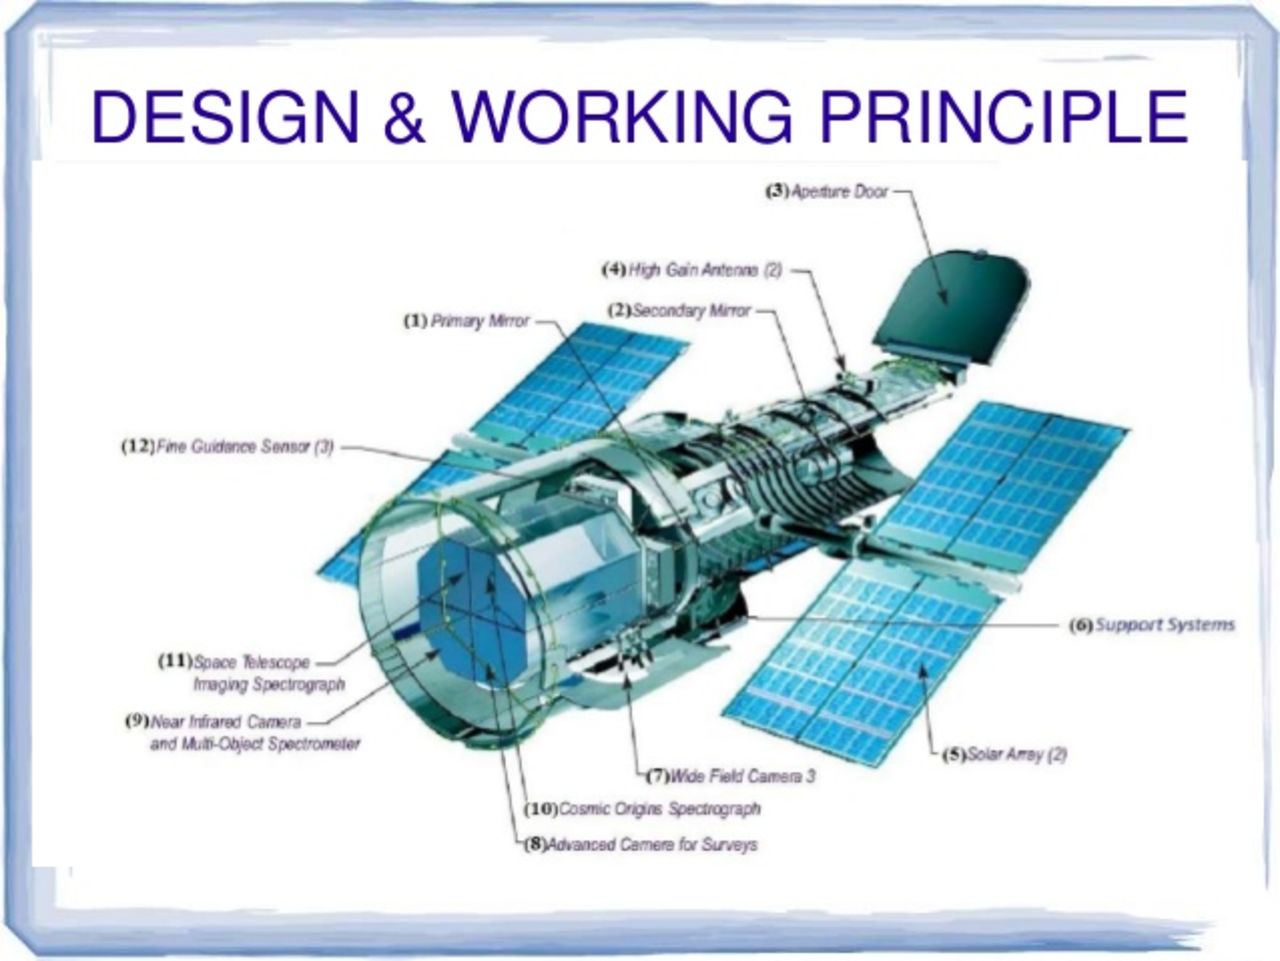 DESIGN & WORKING PRINCIPLE
(3)Aperture Door
(4)High Gain Antenna (2)
(2)Secondary Mirror
(1) Primary Mirror
(12)Fine Guidance Sensor (3)
(6)Support Systems
(11)Space Telescope
Imaging Spectrograph
(9)Near Infrared Camera
and Multi-Object Spectrometer
(5)Solar Array (2)
(7)Wide Field Camera 3
(10)Cosmic Origins Spectrograph
(8)Advanced Camera for Surveys